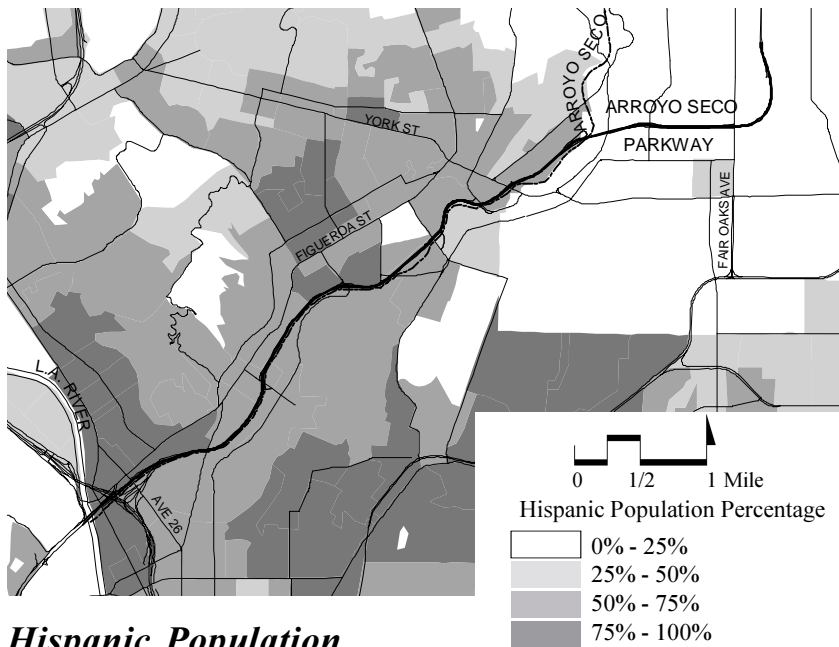 ARROYO SECO
ARROYO SECO
PARKWAY
YORK ST
FIGUEROA ST
FAIR OAKS AVE
L.A. RIVER
AVE 26
0 1/2 1 Mile
Hispanic Population Percentage
0% - 25%
25% - 50%
50% - 75%
75% - 100%
Hispanic Population